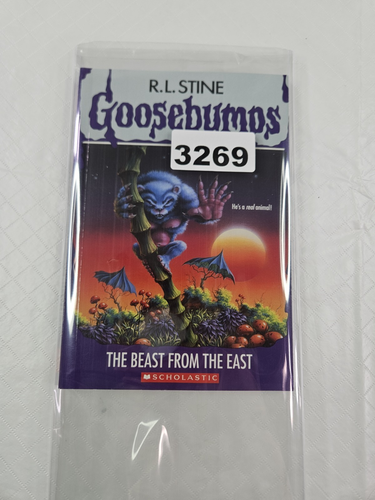 R.L. STINE
Goosebumps
3269
He's a real animal!
THE BEAST FROM THE EAST
SCHOLASTIC